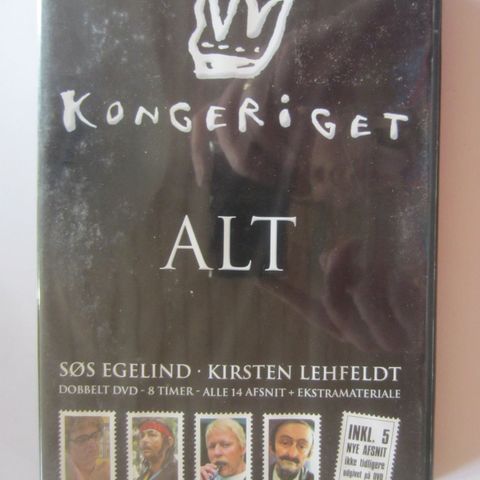 KONGERiGET
ALT
SØS EGELIND · KIRSTEN LEHFELDT
DOBBELT DVD - 8 TIMER - ALLE 14 AFSNIT + EKSTRAMATERIALE
INKL. 5
NYE AFSNIT
ikke tidligere
udgivet på DVD